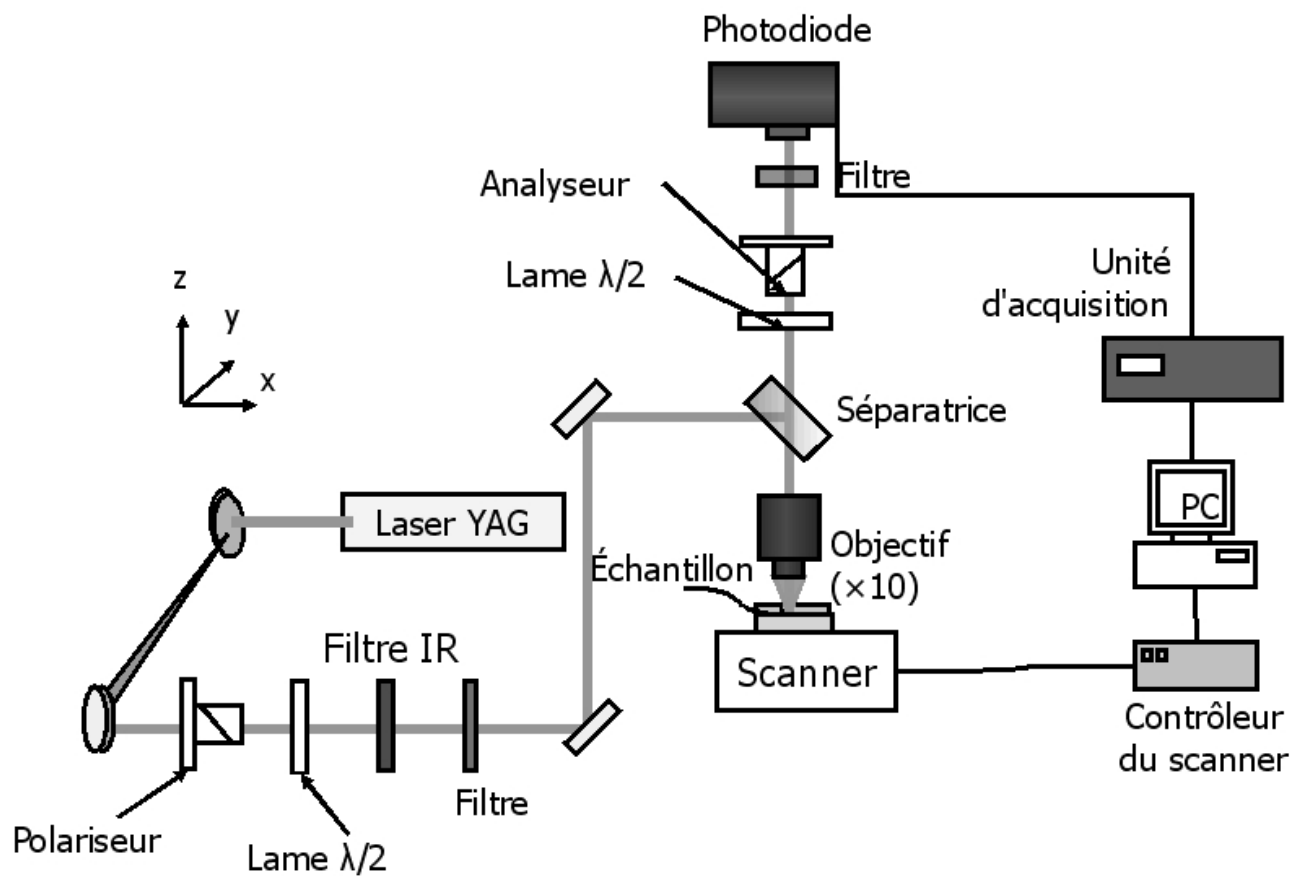 Photodiode
Filtre
Analyseur
Lame λ/2
Unité
d'acquisition
z
y
x
Séparatrice
Laser YAG
PC
Objectif
(×10)
Échantillon
Filtre IR
Scanner
Contrôleur
du scanner
Filtre
Polariseur
Lame λ/2